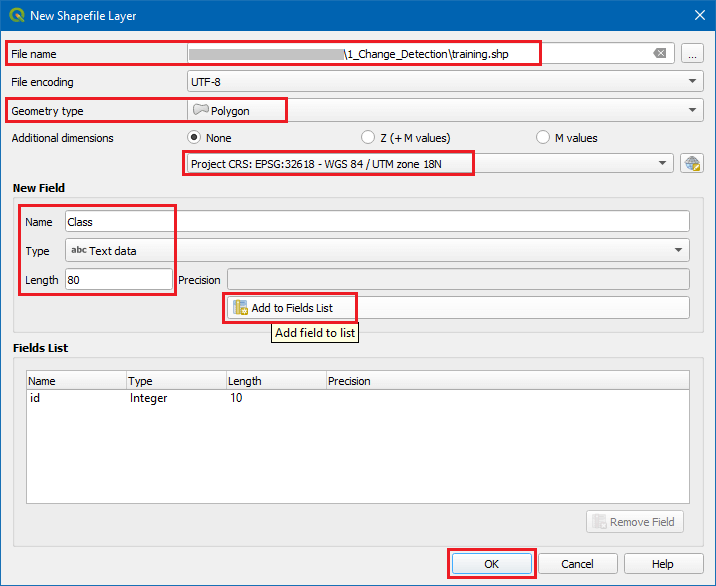 New Shapefile Layer
File name \1_Change_Detection\training.shp ...
File encoding UTF-8
Geometry type Polygon
Additional dimensions None Z (+M values) M values
Project CRS: EPSG:32618 - WGS 84 / UTM zone 18N
New Field
Name Class
Type abc Text data
Length 80 Precision
Add to Fields List
Add field to list
Fields List
Name Type Length Precision
id Integer 10
Remove Field
OK Cancel Help